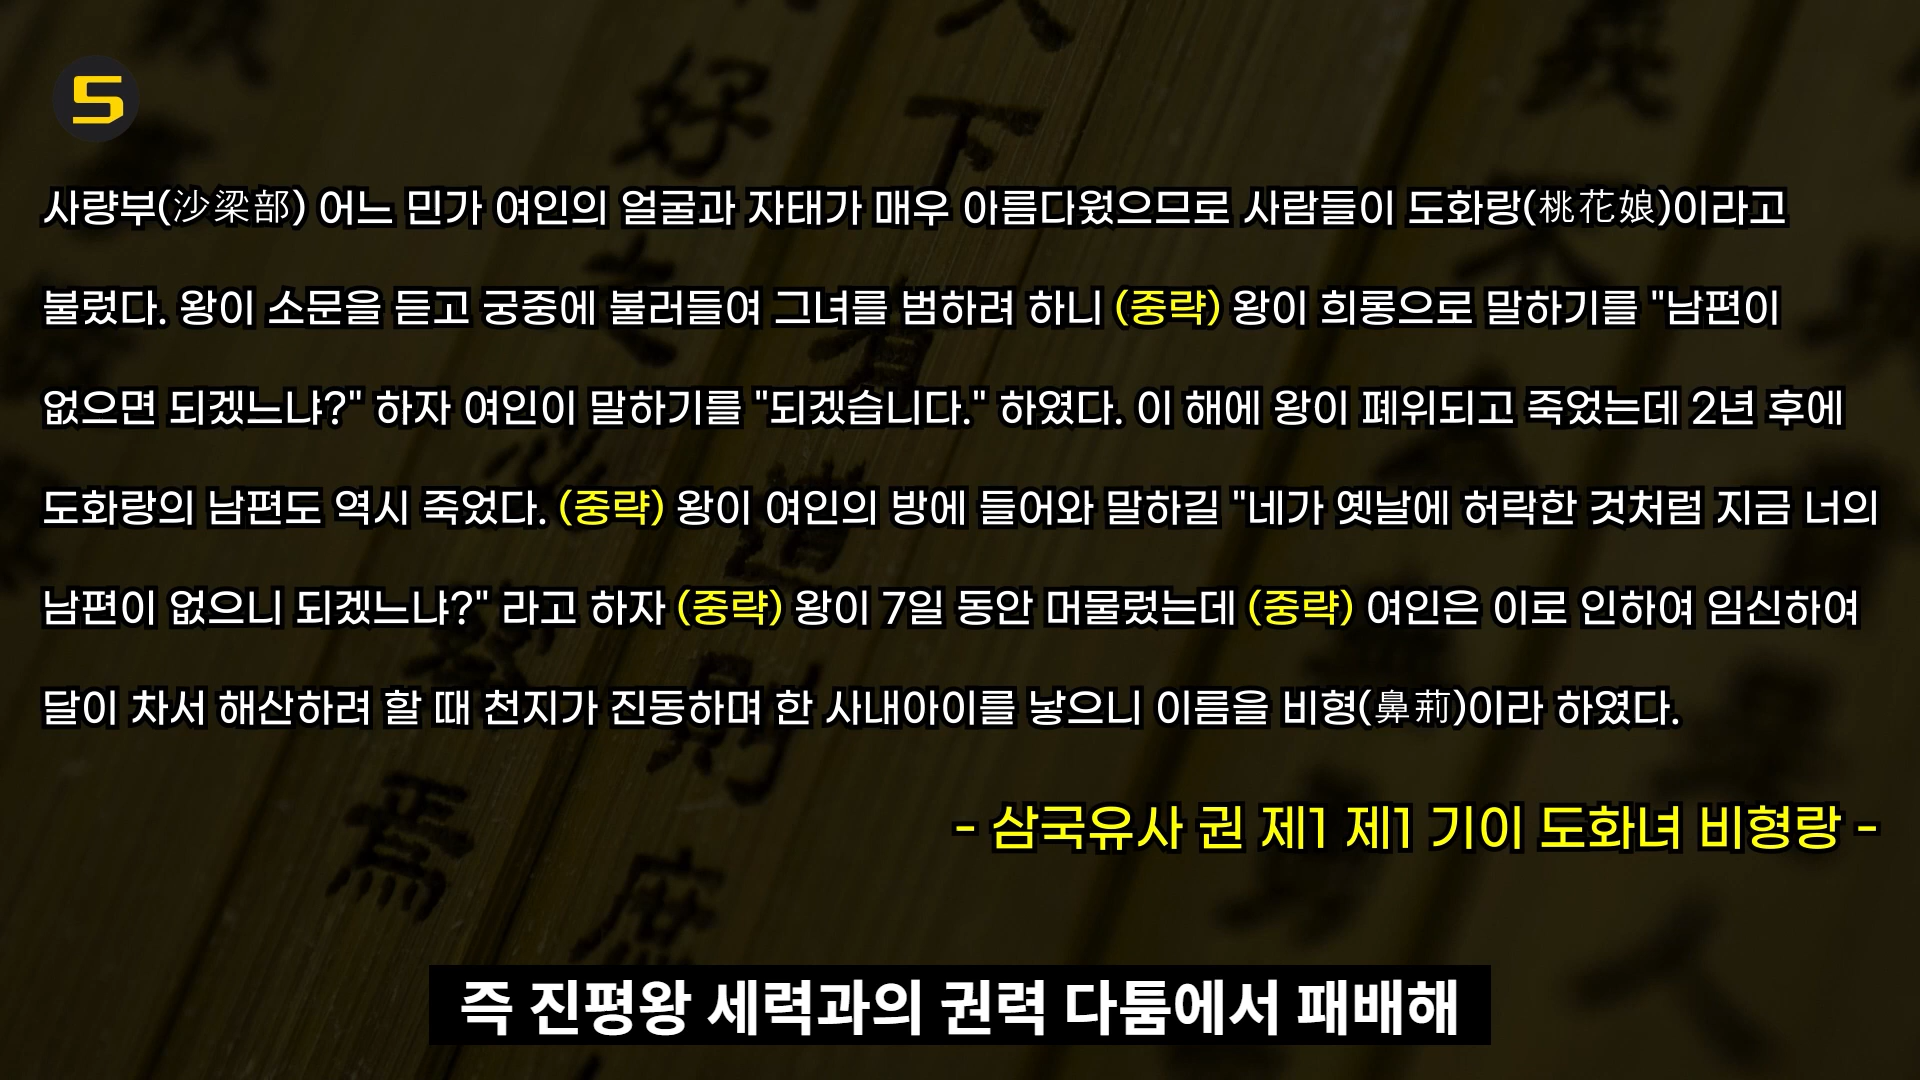 5
사량부(沙梁部) 어느 민가 여인의 얼굴과 자태가 매우 아름다웠으므로 사람들이 도화랑(桃花娘)이라고
불렀다. 왕이 소문을 듣고 궁중에 불러들여 그녀를 범하려 하니 (중략) 왕이 희롱으로 말하기를 "남편이
없으면 되겠느냐?" 하자 여인이 말하기를 "되겠습니다." 하였다. 이 해에 왕이 폐위되고 죽었는데 2년 후에
도화랑의 남편도 역시 죽었다. (중략) 왕이 여인의 방에 들어와 말하길 "네가 옛날에 허락한 것처럼 지금 너의
남편이 없으니 되겠느냐?" 라고 하자 (중략) 왕이 7일 동안 머물렀는데 (중략) 여인은 이로 인하여 임신하여
달이 차서 해산하려 할 때 천지가 진동하며 한 사내아이를 낳으니 이름을 비형(鼻荊)이라 하였다.
- 삼국유사 권 제1 제1 기이 도화녀 비형랑 -
즉 진평왕 세력과의 권력 다툼에서 패배해